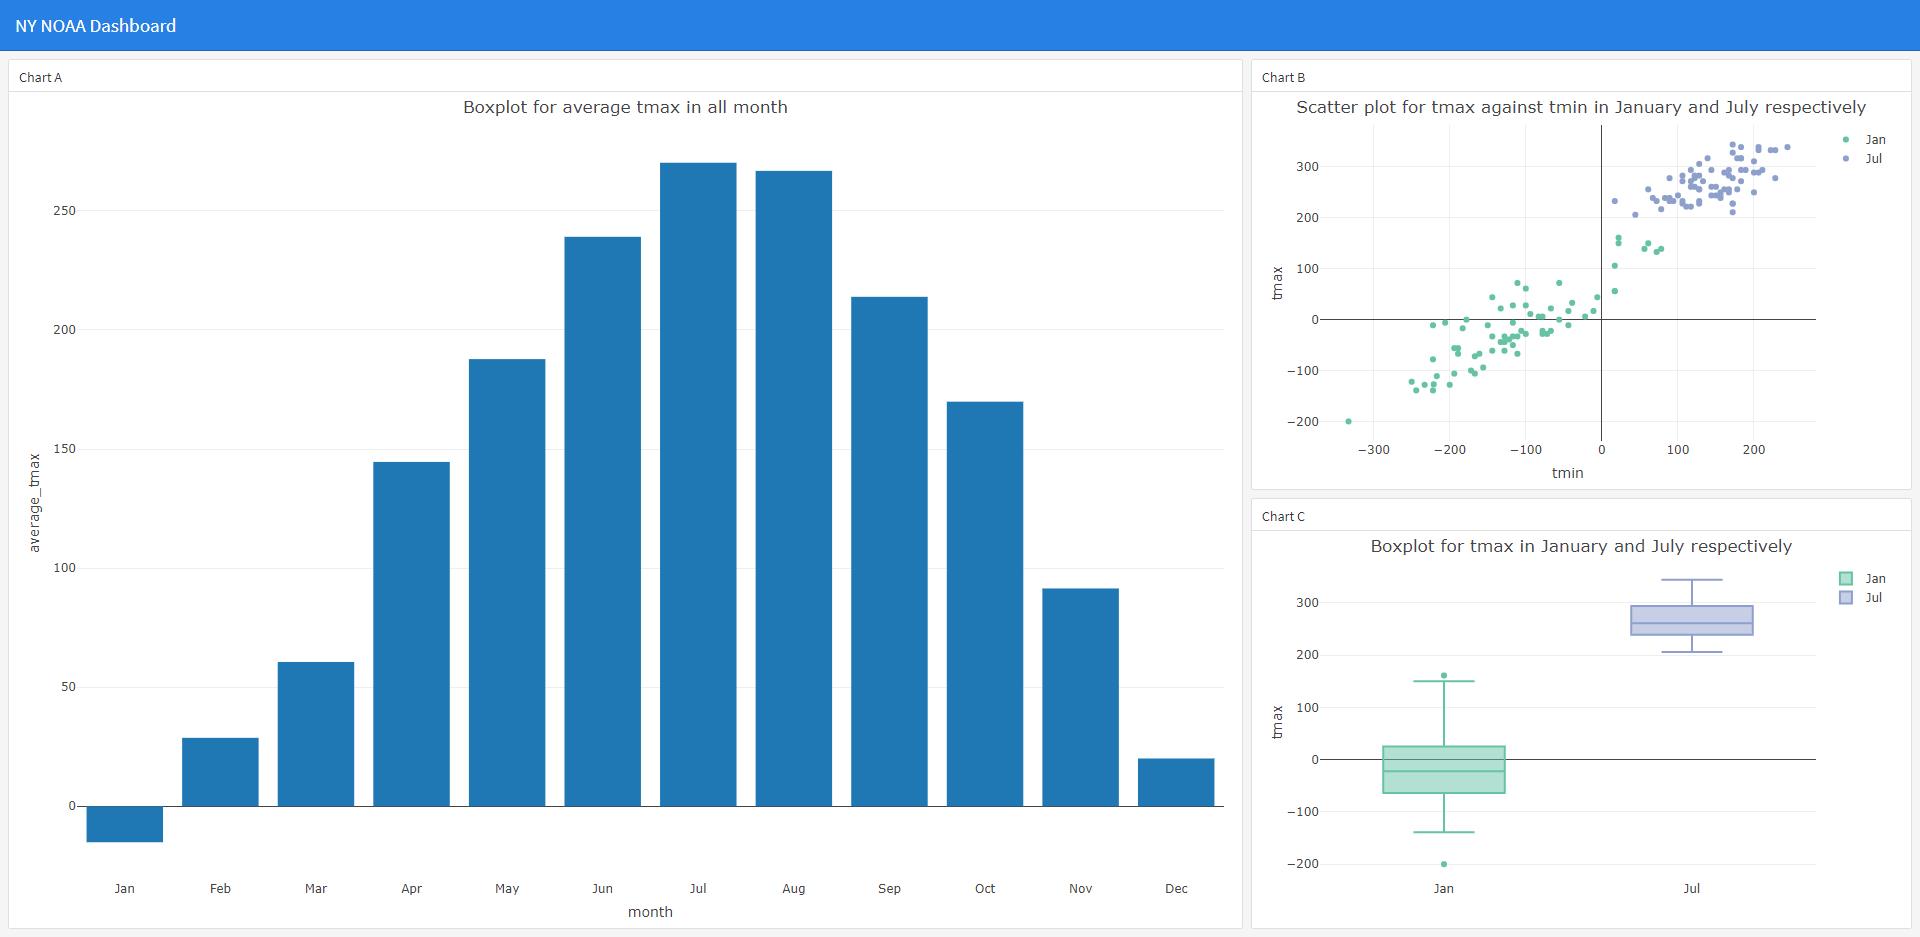 NY NOAA Dashboard
Chart A
Boxplot for average tmax in all month
250
200
150
100
50
0
average_tmax
Jan Feb Mar Apr May Jun Jul Aug Sep Oct Nov Dec
month
Chart B
Scatter plot for tmax against tmin in January and July respectively
Jan
Jul
300
200
100
0
−100
−200
tmax
−300 −200 −100 0 100 200
tmin
Chart C
Boxplot for tmax in January and July respectively
Jan
Jul
300
200
100
0
−100
−200
tmax
Jan Jul